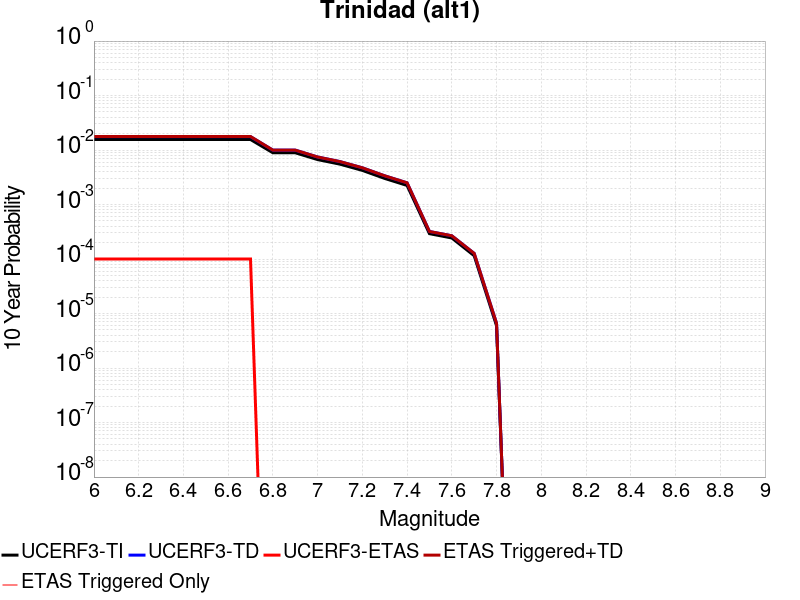 Trinidad (alt1)
10^0
10^-1
10^-2
10^-3
10^-4
10^-5
10^-6
10^-7
10^-8
10 Year Probability
6 6.2 6.4 6.6 6.8 7 7.2 7.4 7.6 7.8 8 8.2 8.4 8.6 8.8 9
Magnitude
UCERF3-TI UCERF3-TD UCERF3-ETAS ETAS Triggered+TD
ETAS Triggered Only